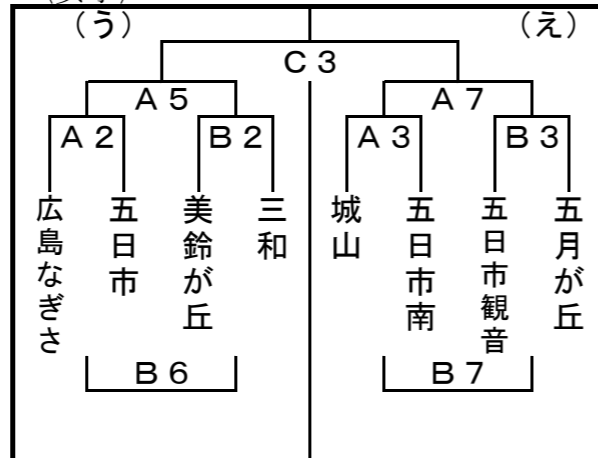 (う) (え)
C3
A5 A7
A2 B2 A3 B3
広島なぎさ
五日市
美鈴が丘
三和
城山
五日市南
五日市観音
五月が丘
B6 B7